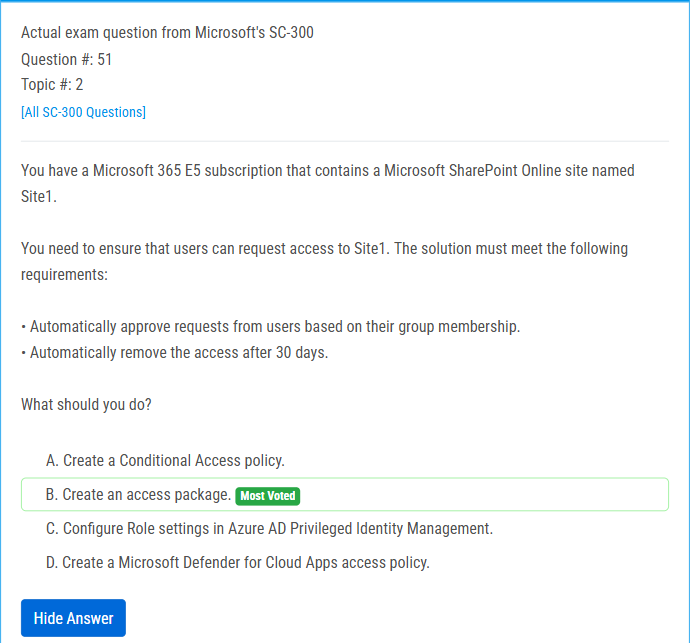 Actual exam question from Microsoft's SC-300
Question #: 51
Topic #: 2
[All SC-300 Questions]
You have a Microsoft 365 E5 subscription that contains a Microsoft SharePoint Online site named
Site1.
You need to ensure that users can request access to Site1. The solution must meet the following
requirements:
• Automatically approve requests from users based on their group membership.
• Automatically remove the access after 30 days.
What should you do?
A. Create a Conditional Access policy.
B. Create an access package. Most Voted
C. Configure Role settings in Azure AD Privileged Identity Management.
D. Create a Microsoft Defender for Cloud Apps access policy.
Hide Answer